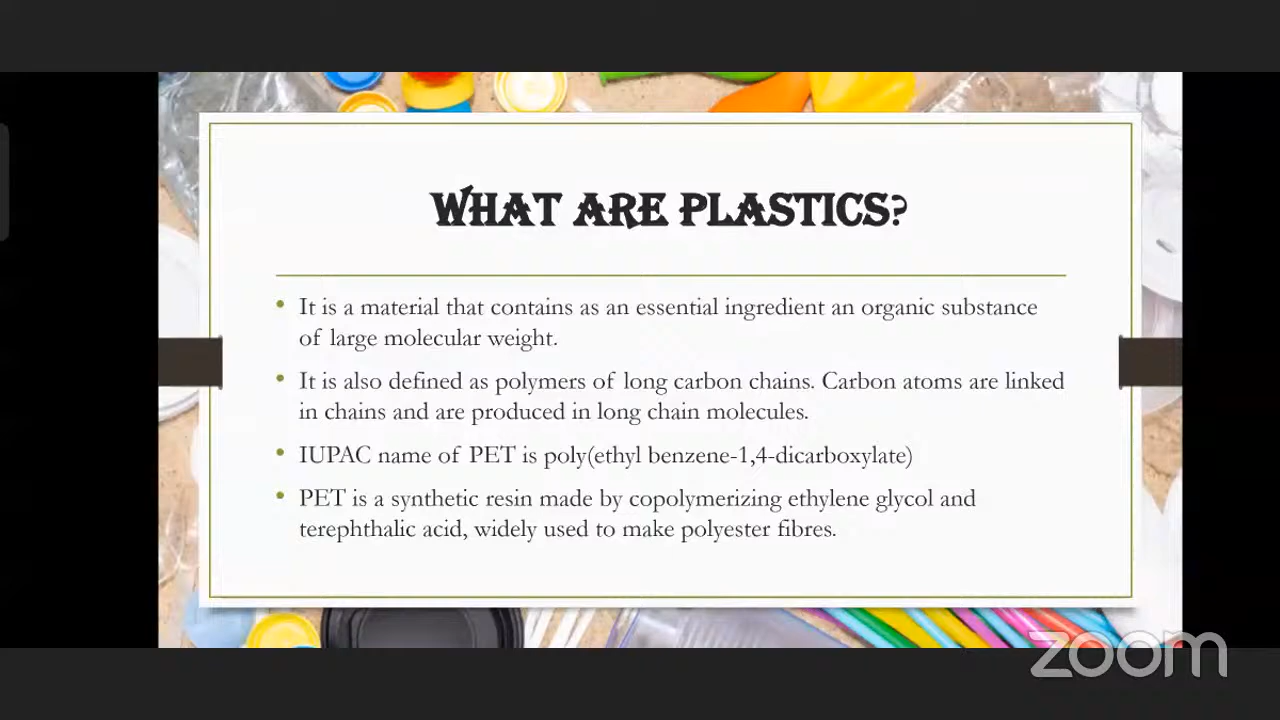 WHAT ARE PLASTICS?
• It is a material that contains as an essential ingredient an organic substance
of large molecular weight.
• It is also defined as polymers of long carbon chains. Carbon atoms are linked
in chains and are produced in long chain molecules.
• IUPAC name of PET is poly(ethyl benzene-1,4-dicarboxylate)
• PET is a synthetic resin made by copolymerizing ethylene glycol and
terephthalic acid, widely used to make polyester fibres.
zoom